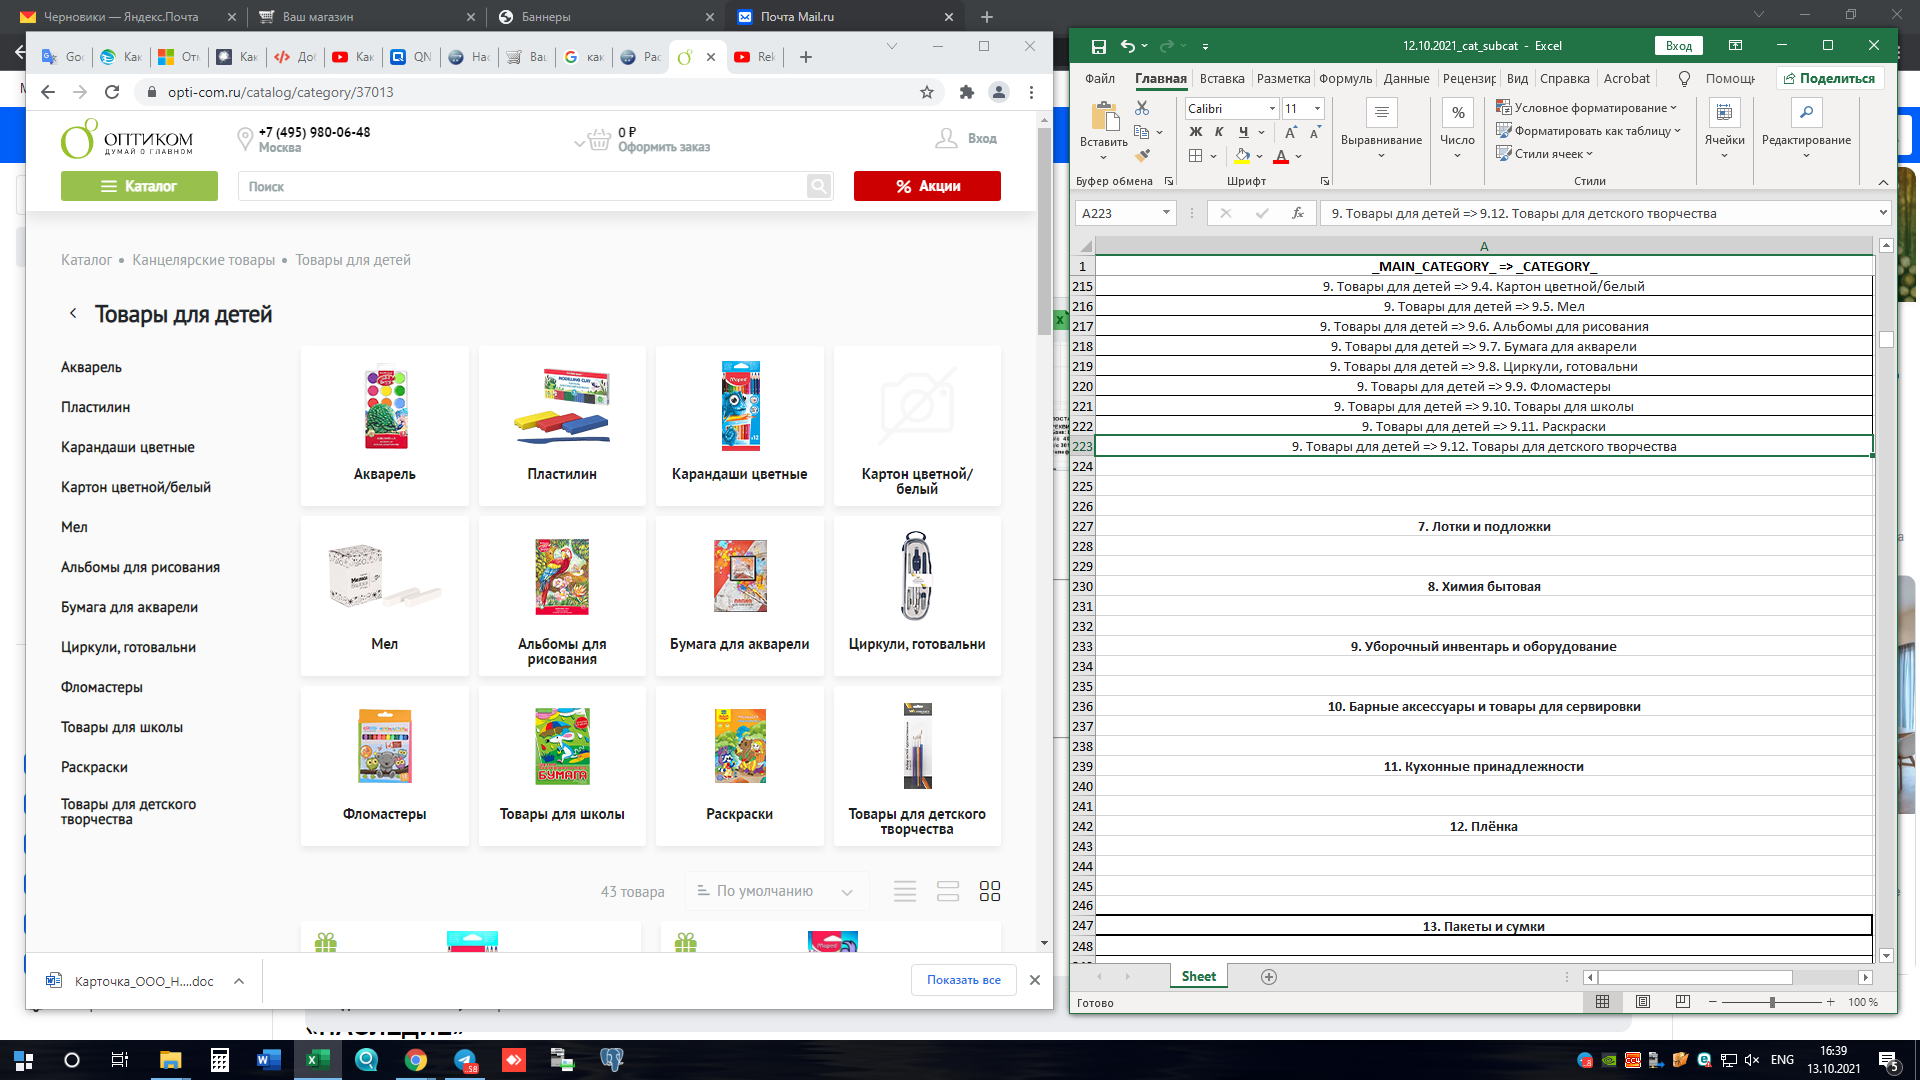 Черновики — Яндекс.Почта
Ваш магазин
Баннеры
Почта Mail.ru
Как
Как
До
Как
QN
Нас
Ваш
как
Рас
Rek
opti-com.ru/catalog/category/37013
ОПТИКОМ
ДУМАЙ О ГЛАВНОМ
+7 (495) 980-06-48
Москва
0 ₽
Оформить заказ
Вход
Каталог
Поиск
% Акции
Каталог • Канцелярские товары • Товары для детей
Товары для детей
Акварель
Пластилин
Карандаши цветные
Картон цветной/белый
Мел
Альбомы для рисования
Бумага для акварели
Циркули, готовальни
Фломастеры
Товары для школы
Раскраски
Товары для детского
творчества
Акварель
Пластилин
Карандаши цветные
Картон цветной/
белый
Мел
Альбомы для
рисования
Бумага для акварели
Циркули, готовальни
Фломастеры
Товары для школы
Раскраски
Товары для детского
творчества
43 товара
По умолчанию
Карточка_ООО_Н....doc
Показать все
12.10.2021_cat_subcat - Excel
Вход
Файл
Главная
Вставка
Разметка
Формуль
Данные
Рецензир
Вид
Справка
Acrobat
Помощн
Поделиться
Вставить
Буфер обмена
Calibri
11
Ж К Ч
Шрифт
Выравнивание
%
Число
Условное форматирование
Форматировать как таблицу
Стили ячеек
Стили
Ячейки
Редактирование
A223
fx
9. Товары для детей => 9.12. Товары для детского творчества
A
1 _MAIN_CATEGORY_ => _CATEGORY_
215 9. Товары для детей => 9.4. Картон цветной/белый
216 9. Товары для детей => 9.5. Мел
217 9. Товары для детей => 9.6. Альбомы для рисования
218 9. Товары для детей => 9.7. Бумага для акварели
219 9. Товары для детей => 9.8. Циркули, готовальни
220 9. Товары для детей => 9.9. Фломастеры
221 9. Товары для детей => 9.10. Товары для школы
222 9. Товары для детей => 9.11. Раскраски
223 9. Товары для детей => 9.12. Товары для детского творчества
224
225
226
227 7. Лотки и подложки
228
229
230 8. Химия бытовая
231
232
233 9. Уборочный инвентарь и оборудование
234
235
236 10. Барные аксессуары и товары для сервировки
237
238
239 11. Кухонные принадлежности
240
241
242 12. Плёнка
243
244
245
246
247 13. Пакеты и сумки
248
Sheet
Готово
100 %
ENG
16:39
13.10.2021
5